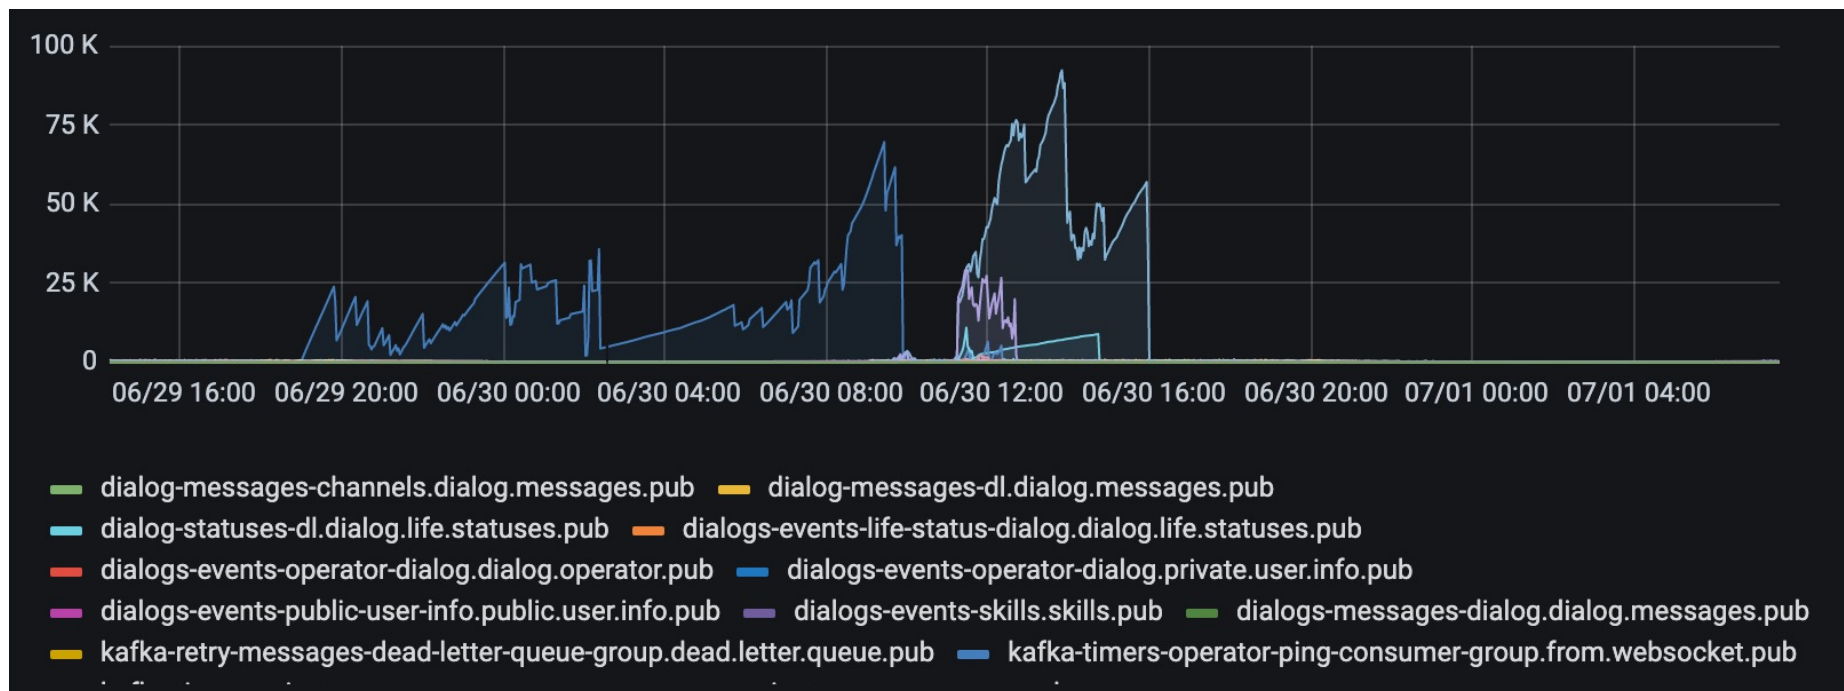 100 K
75 K
50 K
25 K
0
06/29 16:00 06/29 20:00 06/30 00:00 06/30 04:00 06/30 08:00 06/30 12:00 06/30 16:00 06/30 20:00 07/01 00:00 07/01 04:00
dialog-messages-channels.dialog.messages.pub dialog-messages-dl.dialog.messages.pub
dialog-statuses-dl.dialog.life.statuses.pub dialogs-events-life-status-dialog.dialog.life.statuses.pub
dialogs-events-operator-dialog.dialog.operator.pub dialogs-events-operator-dialog.private.user.info.pub
dialogs-events-public-user-info.public.user.info.pub dialogs-events-skills.skills.pub dialogs-messages-dialog.dialog.messages.pub
kafka-retry-messages-dead-letter-queue-group.dead.letter.queue.pub kafka-timers-operator-ping-consumer-group.from.websocket.pub